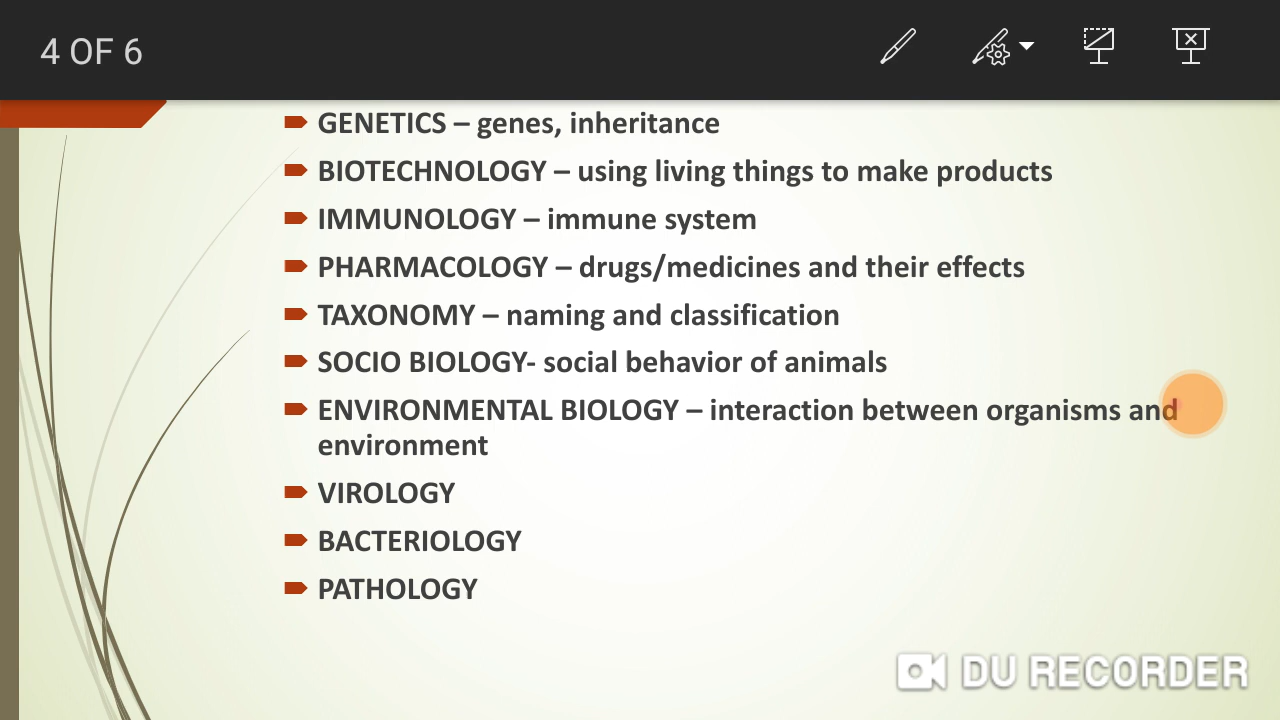 4 OF 6
GENETICS – genes, inheritance
BIOTECHNOLOGY – using living things to make products
IMMUNOLOGY – immune system
PHARMACOLOGY – drugs/medicines and their effects
TAXONOMY – naming and classification
SOCIO BIOLOGY- social behavior of animals
ENVIRONMENTAL BIOLOGY – interaction between organisms and
environment
VIROLOGY
BACTERIOLOGY
PATHOLOGY
DU RECORDER